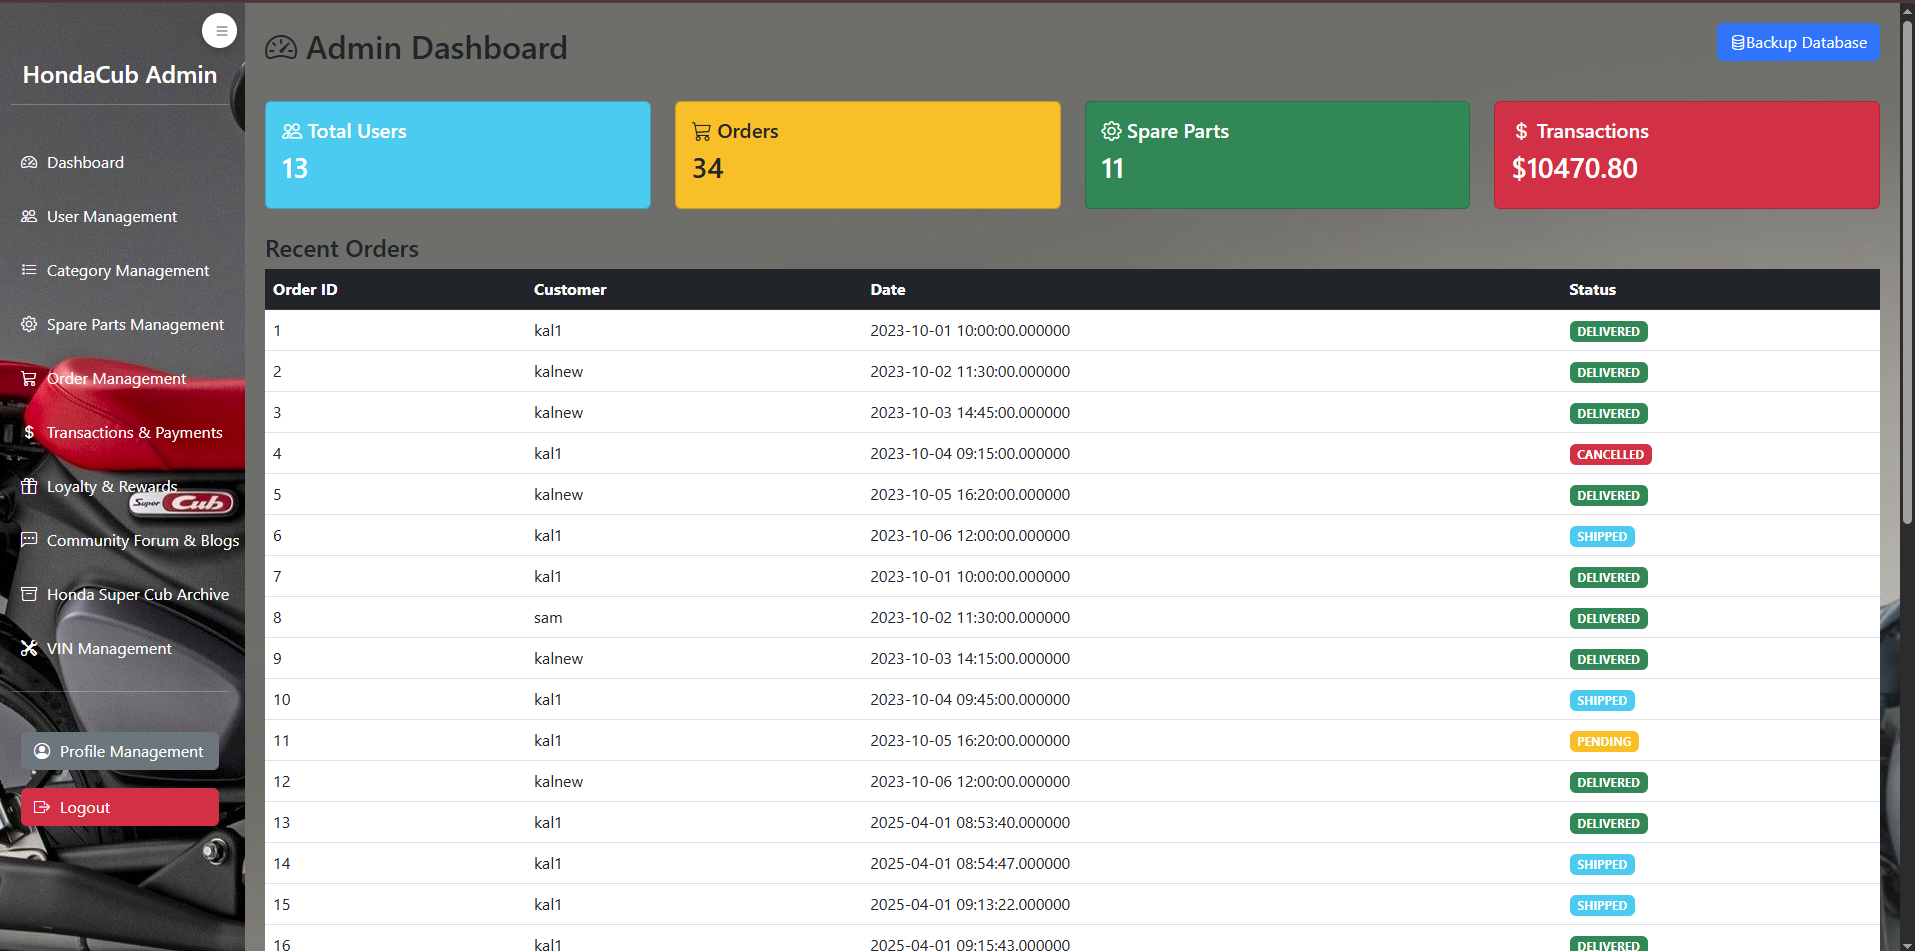 HondaCub Admin
Dashboard
User Management
Category Management
Spare Parts Management
Order Management
Transactions & Payments
Loyalty & Rewards
Super Cub
Community Forum & Blogs
Honda Super Cub Archive
VIN Management
Profile Management
Logout
Admin Dashboard
Backup Database
Total Users
13
Orders
34
Spare Parts
11
$ Transactions
$10470.80
Recent Orders
Order ID Customer Date Status
1 kal1 2023-10-01 10:00:00.000000 DELIVERED
2 kalnew 2023-10-02 11:30:00.000000 DELIVERED
3 kalnew 2023-10-03 14:45:00.000000 DELIVERED
4 kal1 2023-10-04 09:15:00.000000 CANCELLED
5 kalnew 2023-10-05 16:20:00.000000 DELIVERED
6 kal1 2023-10-06 12:00:00.000000 SHIPPED
7 kal1 2023-10-01 10:00:00.000000 DELIVERED
8 sam 2023-10-02 11:30:00.000000 DELIVERED
9 kalnew 2023-10-03 14:15:00.000000 DELIVERED
10 kal1 2023-10-04 09:45:00.000000 SHIPPED
11 kal1 2023-10-05 16:20:00.000000 PENDING
12 kalnew 2023-10-06 12:00:00.000000 DELIVERED
13 kal1 2025-04-01 08:53:40.000000 DELIVERED
14 kal1 2025-04-01 08:54:47.000000 SHIPPED
15 kal1 2025-04-01 09:13:22.000000 SHIPPED
16 kal1 2025-04-01 09:15:43.000000 DELIVERED